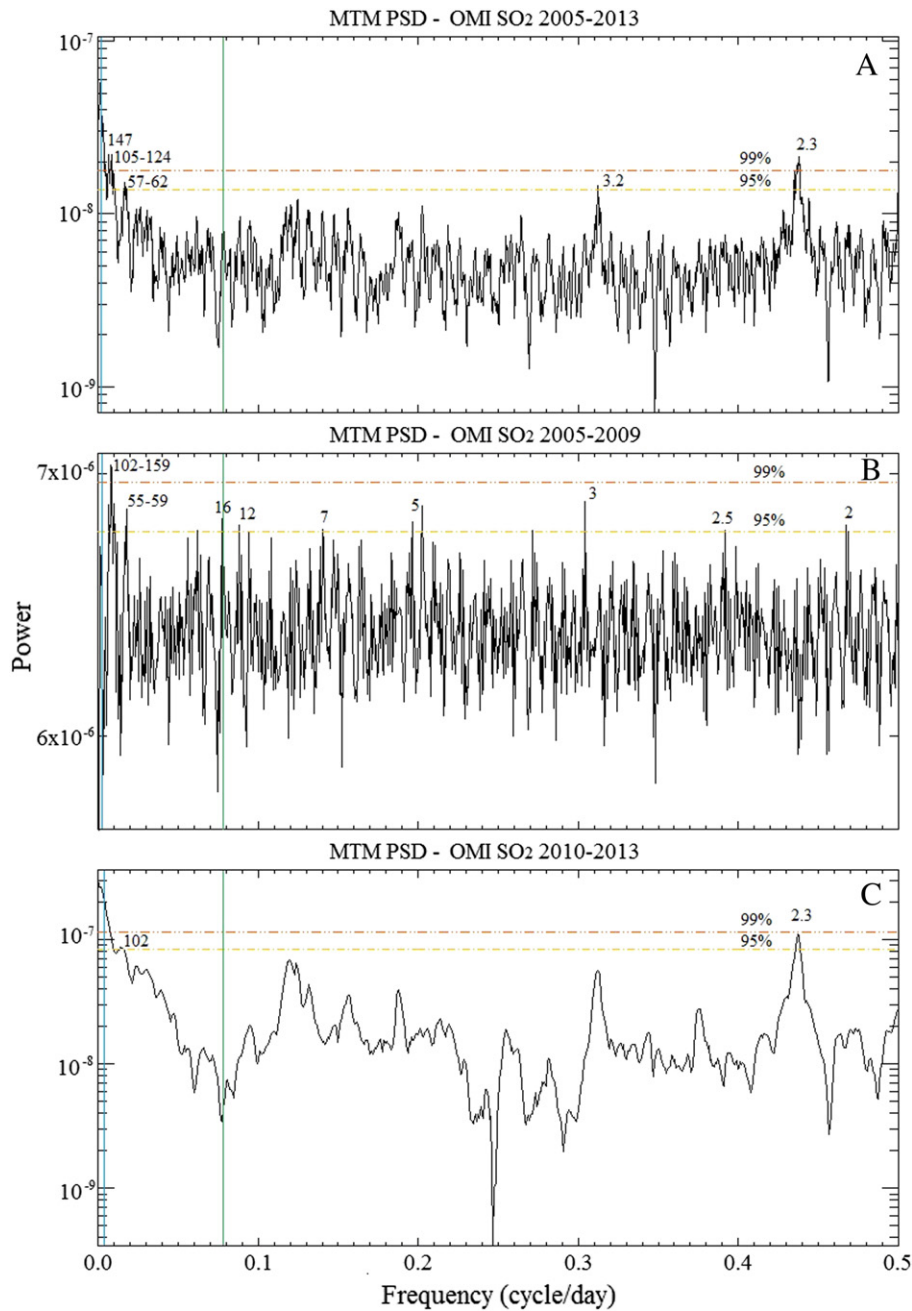 MTM PSD - OMI SO2 2005-2013
A
10-7
10-8
10-9
147
105-124
57-62
3.2
2.3
99%
95%
MTM PSD - OMI SO2 2005-2009
B
7x10-6
6x10-6
102-159
55-59
16
12
7
5
3
2.5
2
99%
95%
Power
MTM PSD - OMI SO2 2010-2013
C
10-7
10-8
10-9
102
2.3
99%
95%
0.0 0.1 0.2 0.3 0.4 0.5
Frequency (cycle/day)